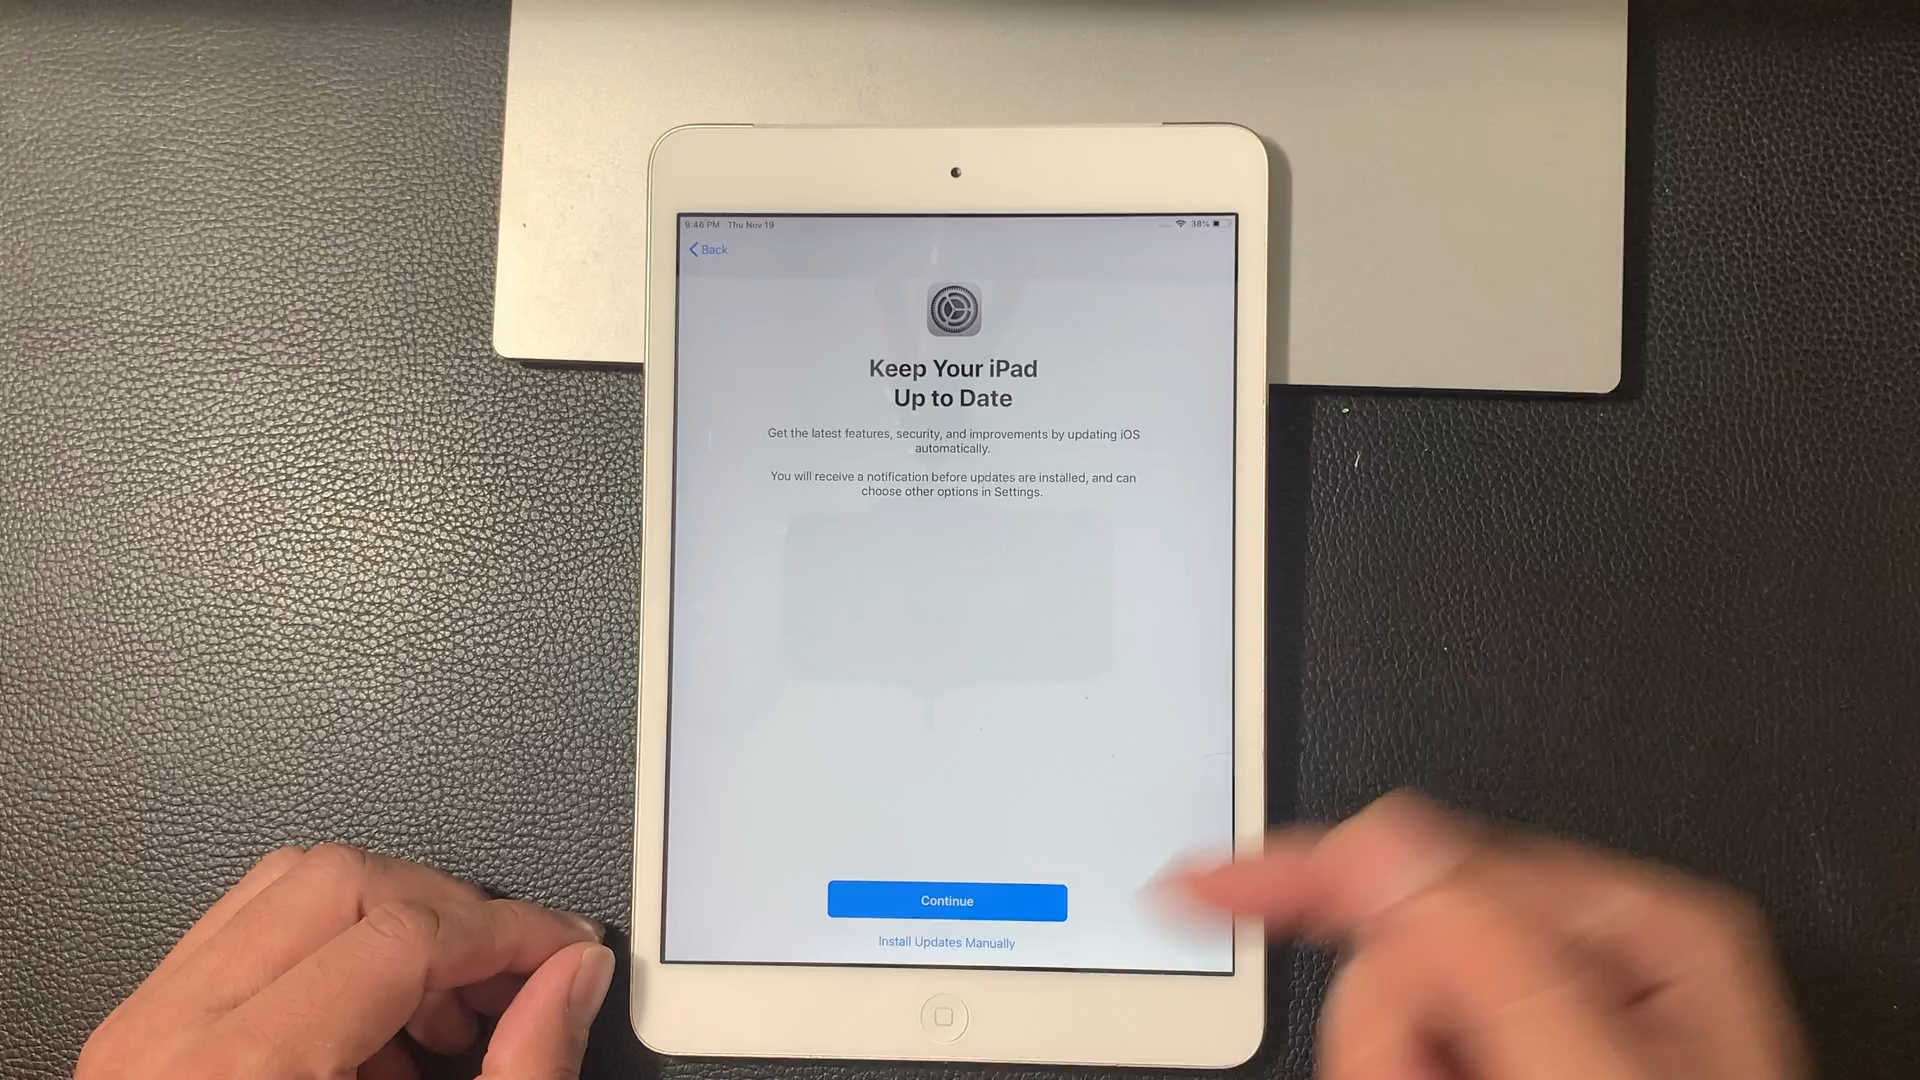 9:46 PM Thu Nov 19
38%
Back
Keep Your iPad
Up to Date
Get the latest features, security, and improvements by updating iOS
automatically.
You will receive a notification before updates are installed, and can
choose other options in Settings.
Continue
Install Updates Manually